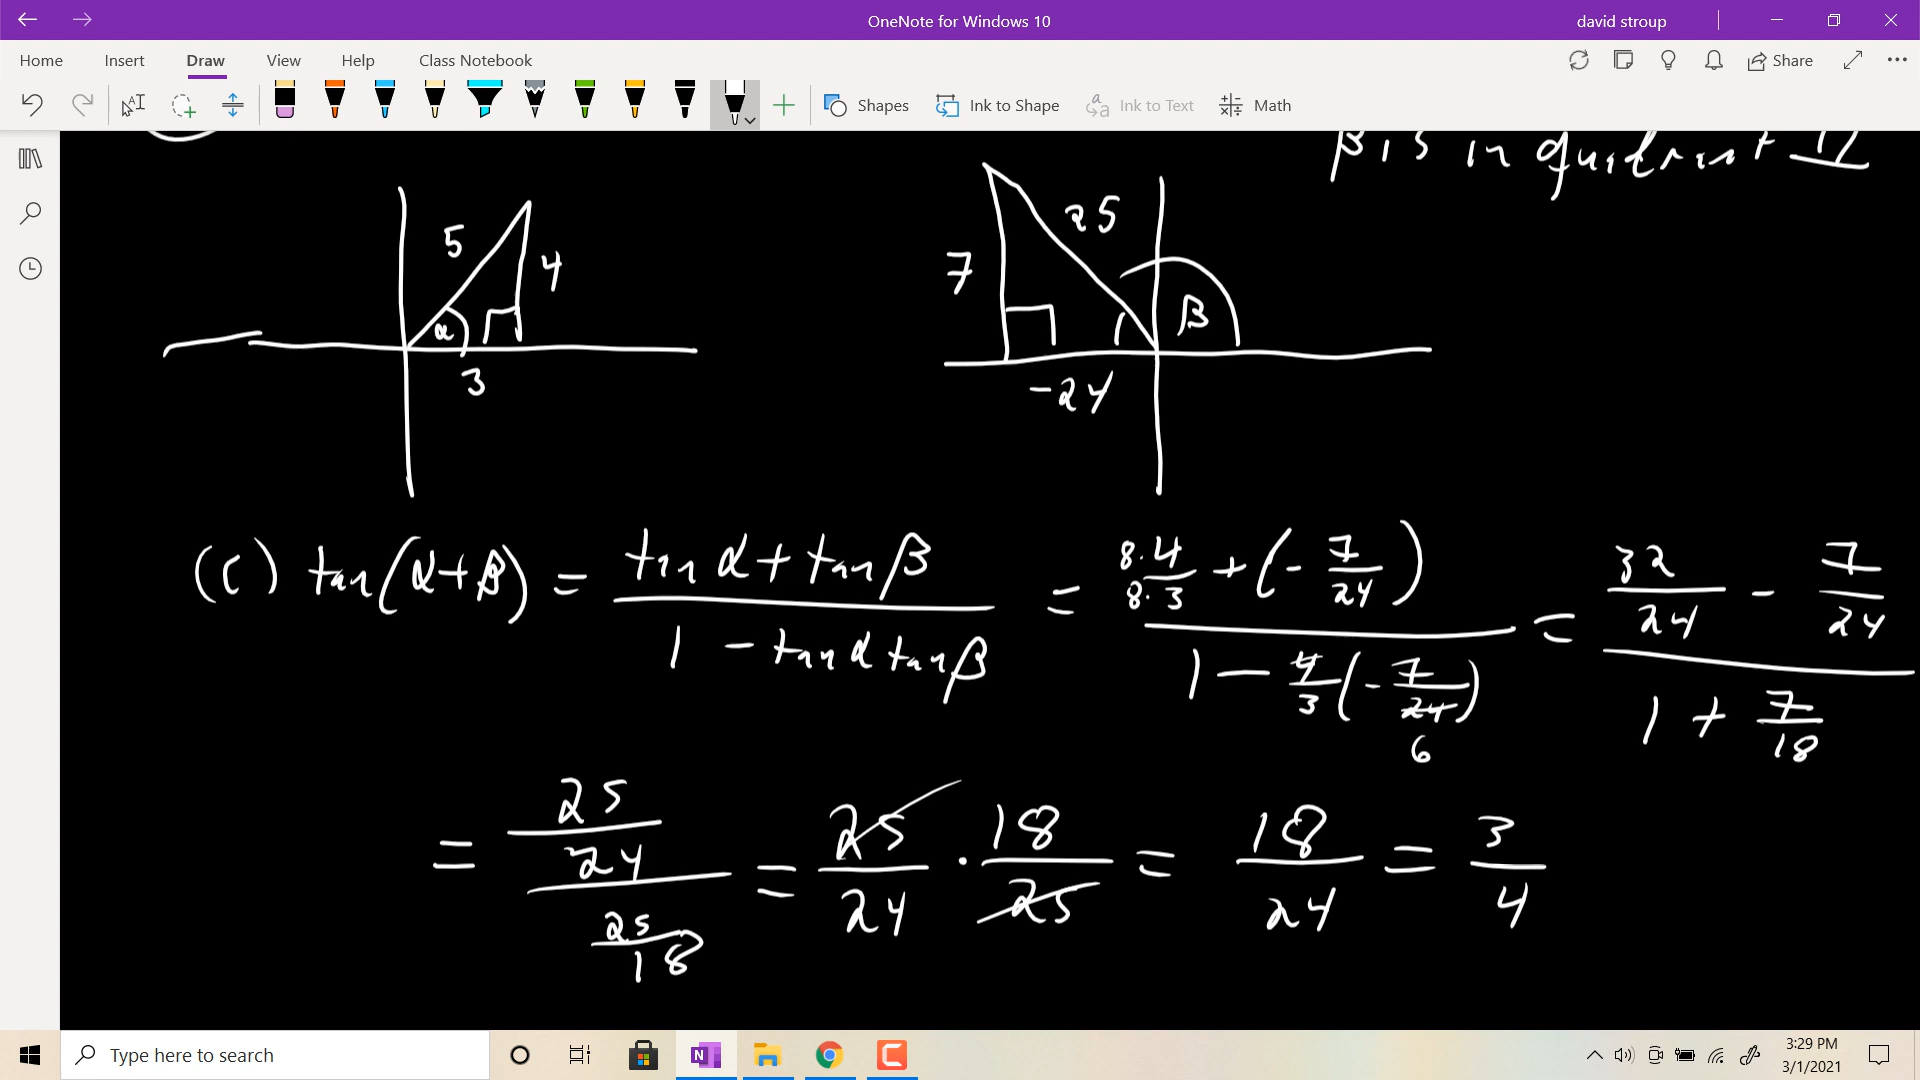 OneNote for Windows 10
david stroup
Home Insert Draw View Help Class Notebook
Share
Shapes Ink to Shape Ink to Text Math
β is in quadrant II
5 4 α 3
7 25 β -24
(c) tan(α+β) = (tan α + tan β)/(1 - tan α tan β) = (8·4/8·3 + (-7/24))/(1 - 4/3(-7/24)) 6 = (32/24 - 7/24)/(1 + 7/18)
= (25/24)/(25/18) = 25/24 · 18/25 = 18/24 = 3/4
Type here to search
3:29 PM
3/1/2021